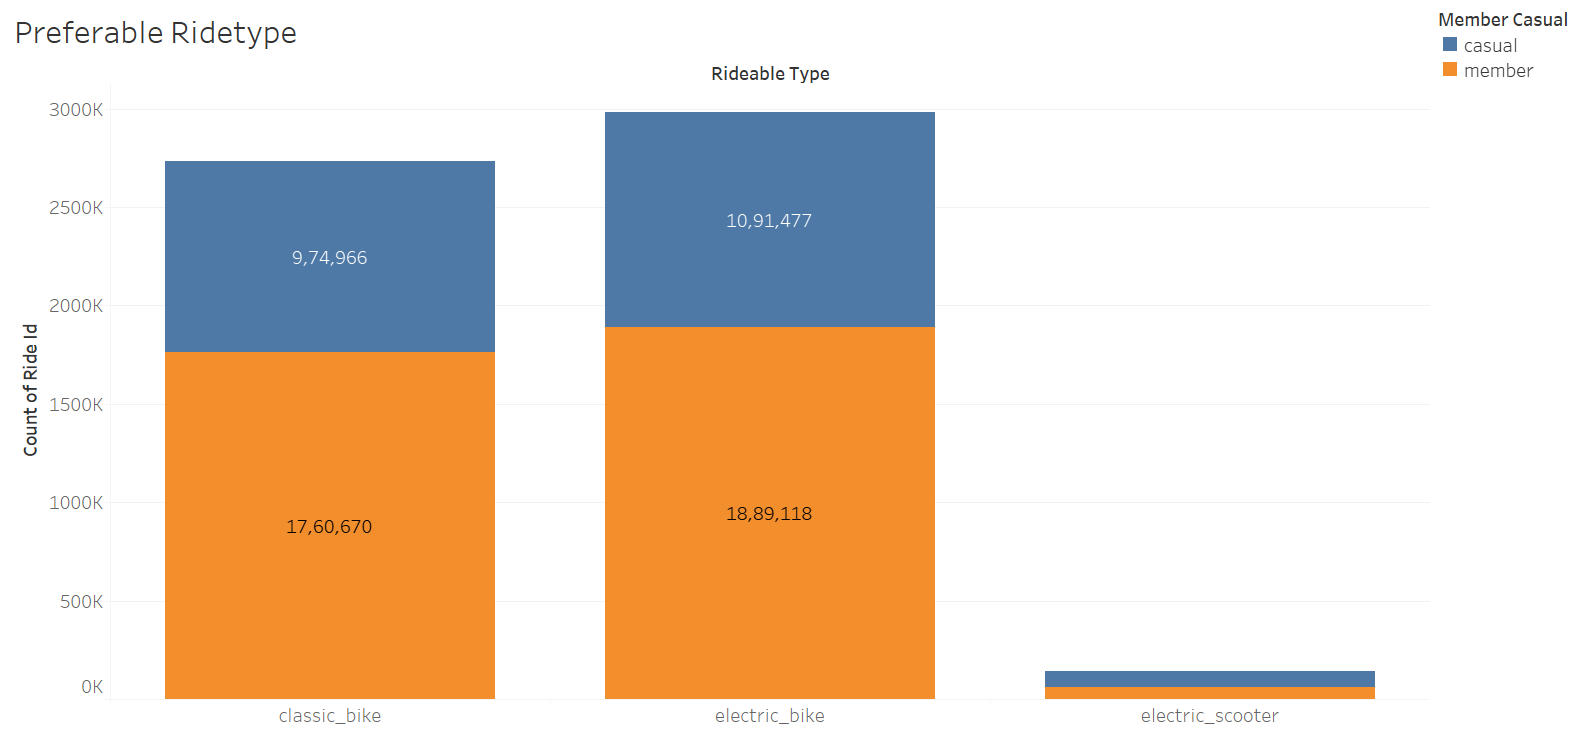 Preferable Ridetype
Member Casual
casual
member
Rideable Type
3000K
2500K
2000K
1500K
1000K
500K
0K
Count of Ride Id
9,74,966
10,91,477
17,60,670
18,89,118
classic_bike
electric_bike
electric_scooter